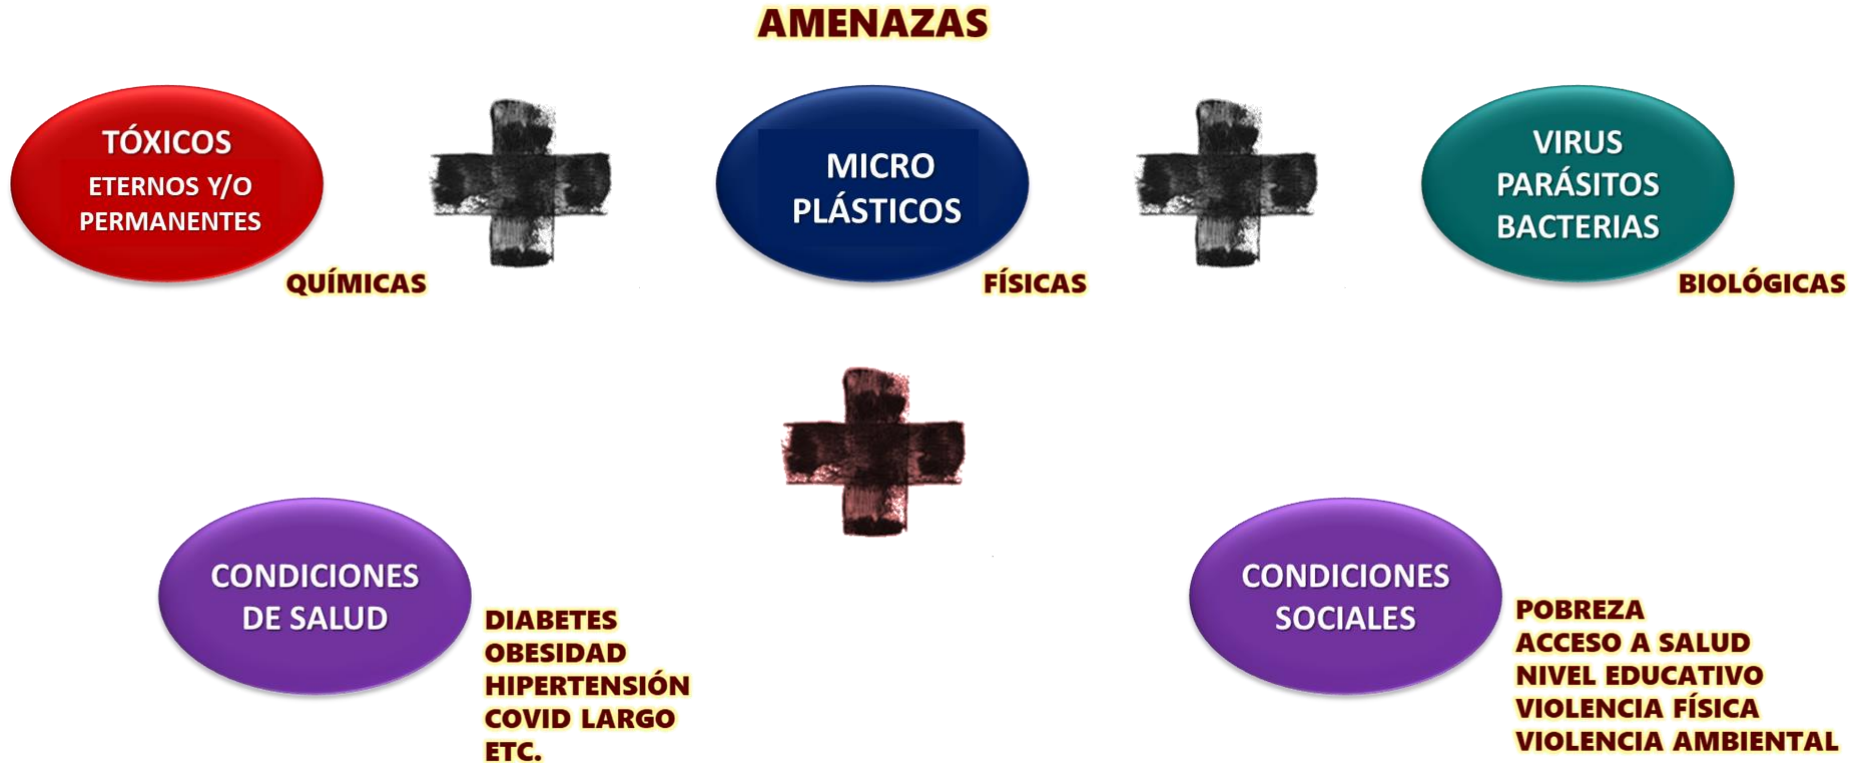 AMENAZAS
TÓXICOS
ETERNOS Y/O
PERMANENTES
QUÍMICAS
MICRO
PLÁSTICOS
FÍSICAS
VIRUS
PARÁSITOS
BACTERIAS
BIOLÓGICAS
CONDICIONES
DE SALUD
DIABETES
OBESIDAD
HIPERTENSIÓN
COVID LARGO
ETC.
CONDICIONES
SOCIALES
POBREZA
ACCESO A SALUD
NIVEL EDUCATIVO
VIOLENCIA FÍSICA
VIOLENCIA AMBIENTAL